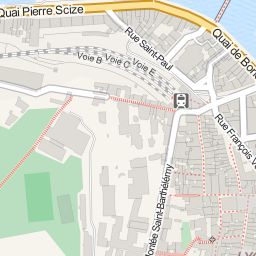 Quai Pierre Scize
Rue Saint-Paul
Quai de Bon
Voie B
Voie C
Voie E
Rue François V
Montée Saint-Barthélémy